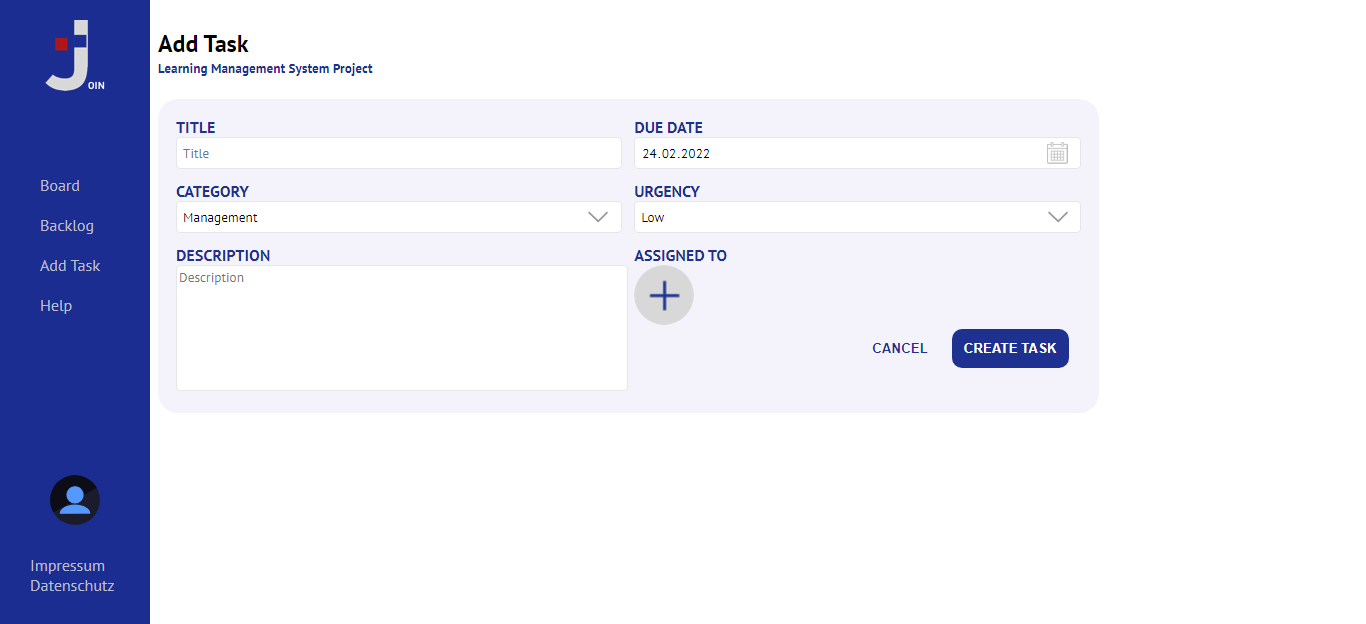 JOIN
Board
Backlog
Add Task
Help
Impressum
Datenschutz
Add Task
Learning Management System Project
TITLE
Title
DUE DATE
24.02.2022
CATEGORY
Management
URGENCY
Low
DESCRIPTION
Description
ASSIGNED TO
CANCEL
CREATE TASK